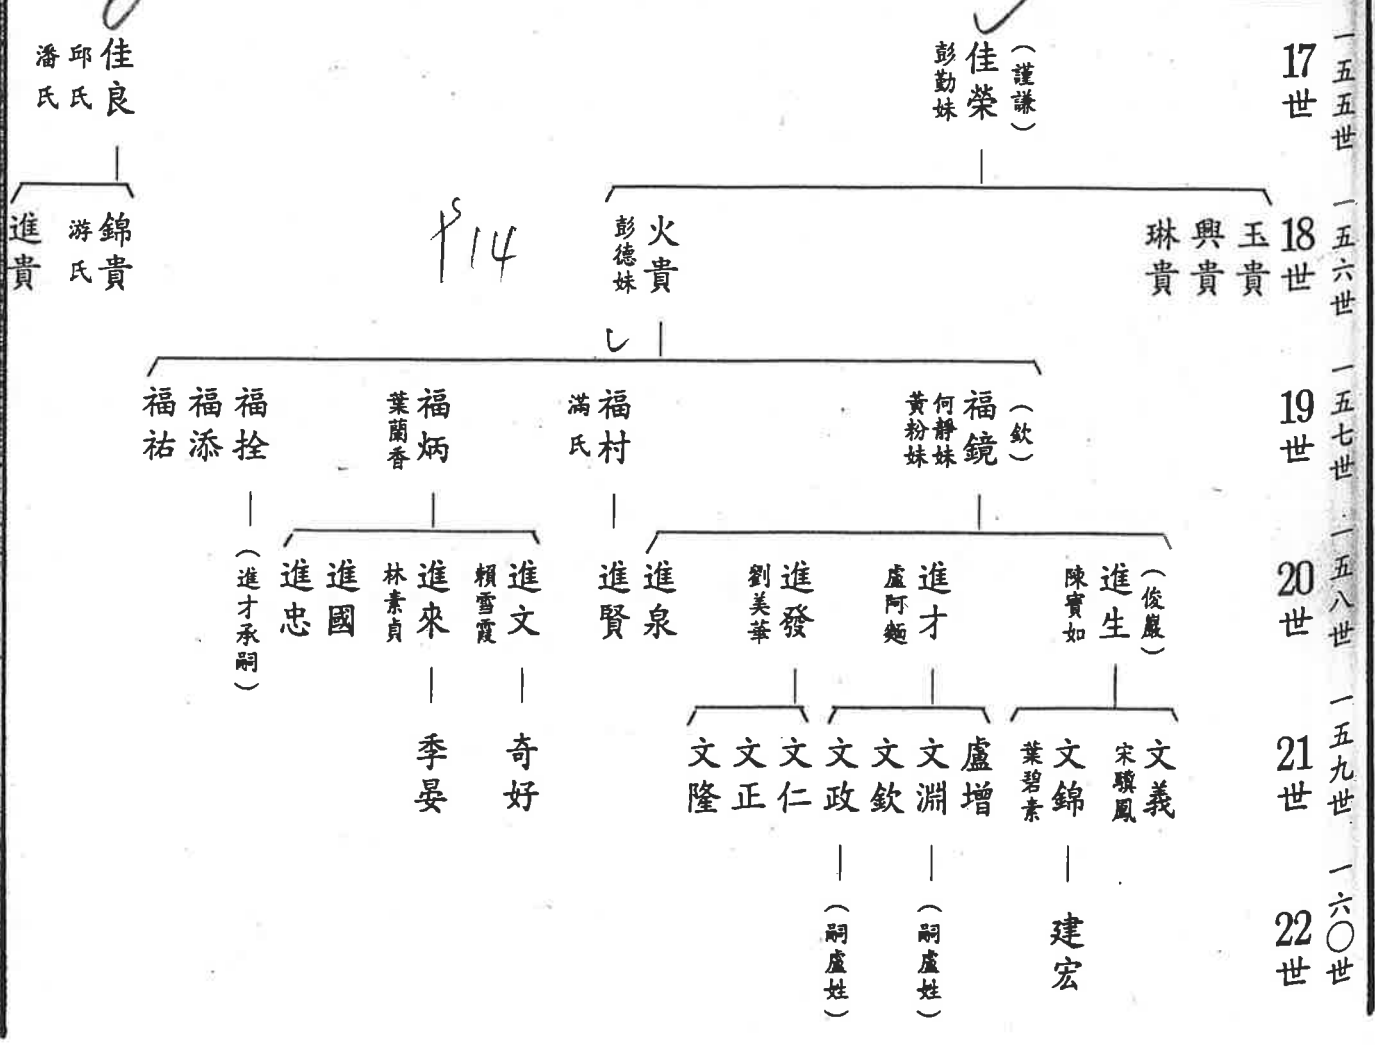 一五五世
17世
（謹謙）
佳榮
彭勤妹
佳良
邱氏
潘氏
一五六世
18世
玉貴
興貴
琳貴
火貴
彭德妹
P14
錦貴
游氏
進貴
一五七世
19世
（欽）
福鏡
何靜妹
黃粉妹
福村
滿氏
福炳
葉蘭香
福拴
福添
福祐
一五八世
20世
（俊巖）
進生
陳寶如
進才
盧阿麵
進發
劉美華
進泉
進賢
進文
賴雪霞
進來
林素貞
進國
進忠
（進才承嗣）
一五九世
21世
文義
宋驥鳳
文錦
葉碧素
盧增
文淵
文欽
文政
文仁
文正
文隆
奇好
季晏
一六〇世
22世
建宏
（嗣盧姓）
（嗣盧姓）